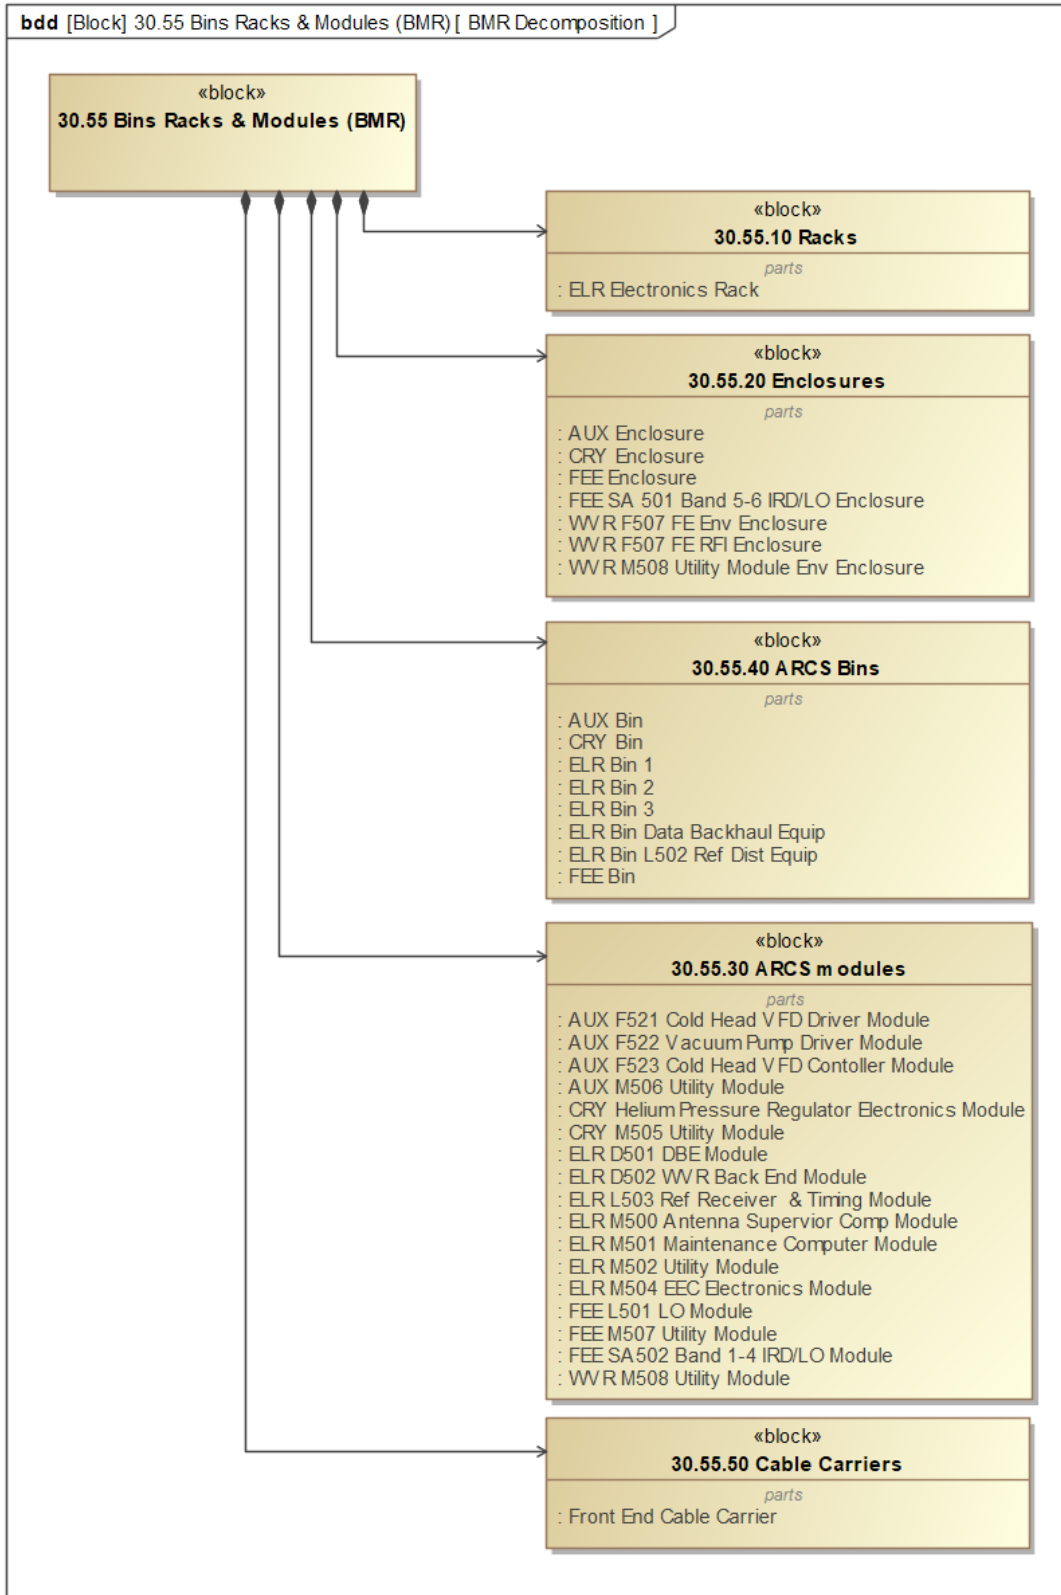 bdd [Block] 30.55 Bins Racks & Modules (BMR) [ BMR Decomposition ]
«block»
30.55 Bins Racks & Modules (BMR)
«block»
30.55.10 Racks
parts
: ELR Electronics Rack
«block»
30.55.20 Enclosures
parts
: AUX Enclosure
: CRY Enclosure
: FEE Enclosure
: FEE SA 501 Band 5-6 IRD/LO Enclosure
: WVR F507 FE Env Enclosure
: WVR F507 FE RFI Enclosure
: WVR M508 Utility Module Env Enclosure
«block»
30.55.40 ARCS Bins
parts
: AUX Bin
: CRY Bin
: ELR Bin 1
: ELR Bin 2
: ELR Bin 3
: ELR Bin Data Backhaul Equip
: ELR Bin L502 Ref Dist Equip
: FEE Bin
«block»
30.55.30 ARCS modules
parts
: AUX F521 Cold Head VFD Driver Module
: AUX F522 Vacuum Pump Driver Module
: AUX F523 Cold Head VFD Contoller Module
: AUX M506 Utility Module
: CRY Helium Pressure Regulator Electronics Module
: CRY M505 Utility Module
: ELR D501 DBE Module
: ELR D502 WVR Back End Module
: ELR L503 Ref Receiver & Timing Module
: ELR M500 Antenna Supervior Comp Module
: ELR M501 Maintenance Computer Module
: ELR M502 Utility Module
: ELR M504 EEC Electronics Module
: FEE L501 LO Module
: FEE M507 Utility Module
: FEE SA502 Band 1-4 IRD/LO Module
: WVR M508 Utility Module
«block»
30.55.50 Cable Carriers
parts
: Front End Cable Carrier